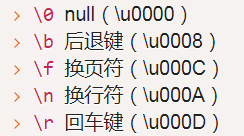 › \0 null（\u0000）
› \b 后退键（\u0008）
› \f 换页符（\u000C）
› \n 换行符（\u000A）
› \r 回车键（\u000D）